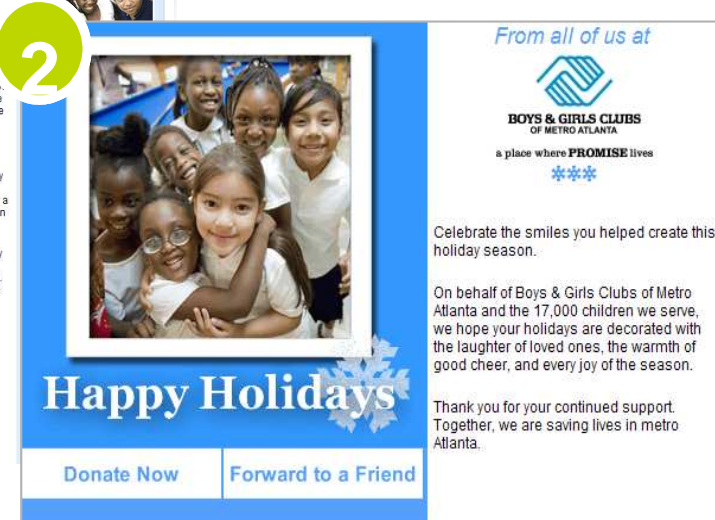 2
From all of us at
BOYS & GIRLS CLUBS
OF METRO ATLANTA
a place where PROMISE lives
***
Celebrate the smiles you helped create this
holiday season.
On behalf of Boys & Girls Clubs of Metro
Atlanta and the 17,000 children we serve,
we hope your holidays are decorated with
the laughter of loved ones, the warmth of
good cheer, and every joy of the season.
Thank you for your continued support.
Together, we are saving lives in metro
Atlanta.
Happy Holidays
Donate Now
Forward to a Friend